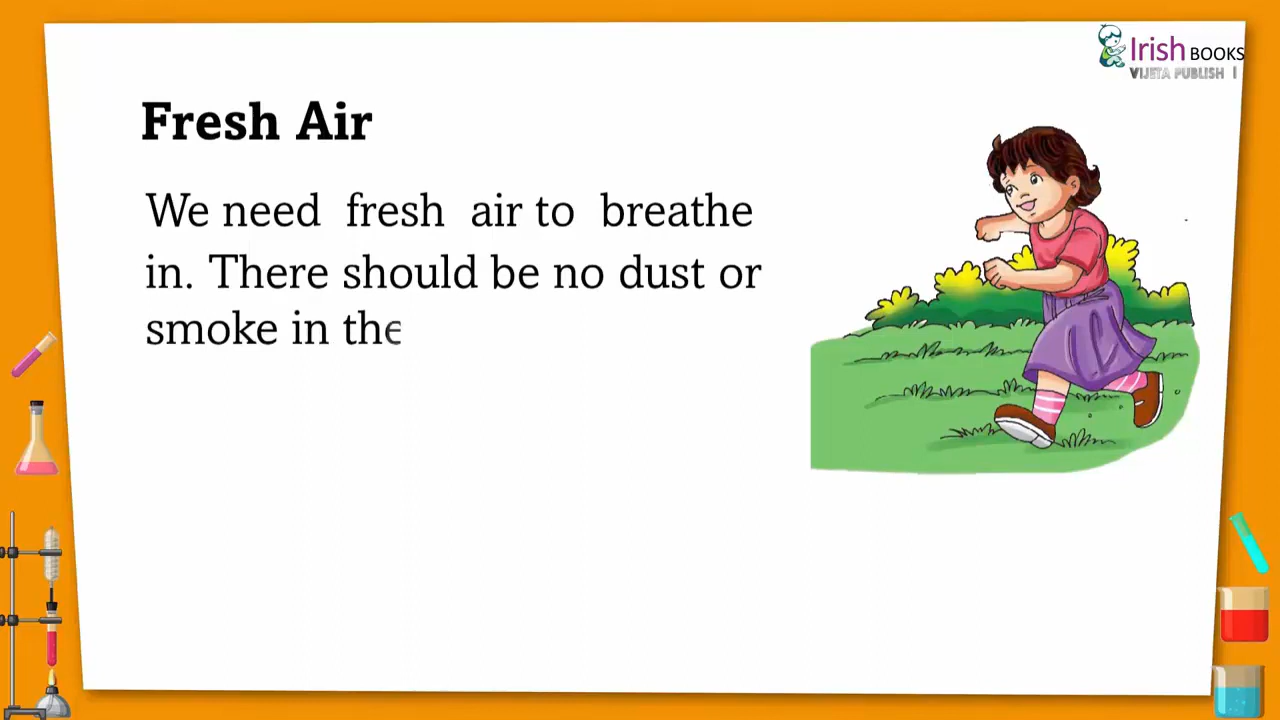 Irish BOOKS
VIJETA PUBLISH
Fresh Air
We need fresh air to breathe
in. There should be no dust or
smoke in the